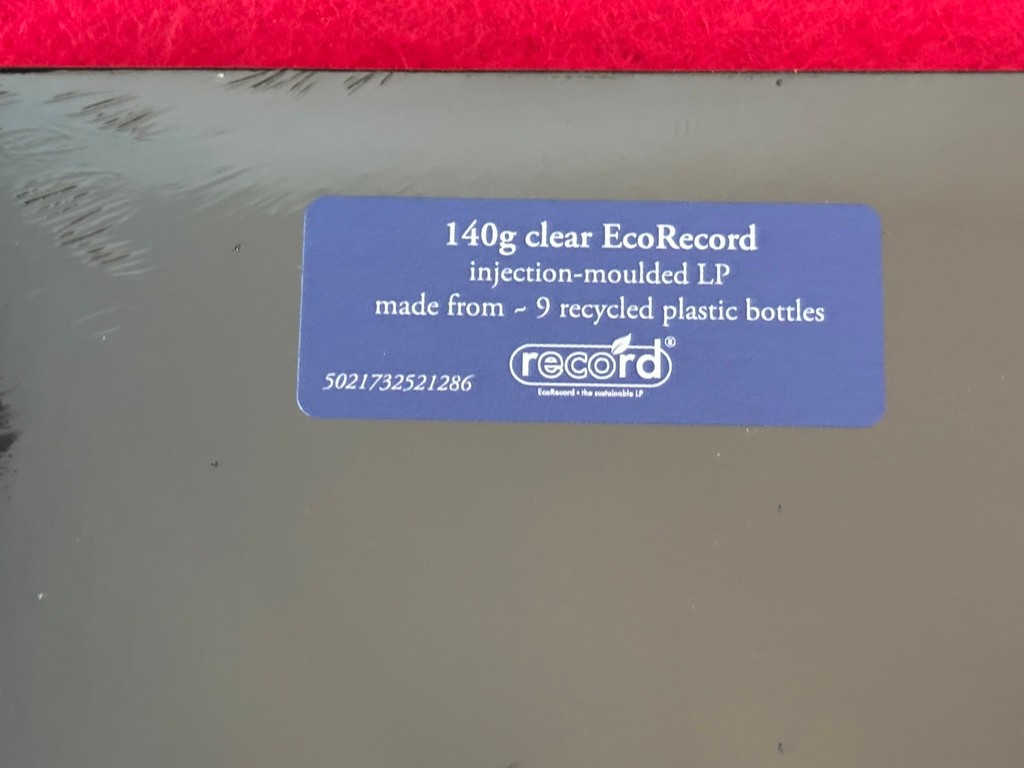 140g clear EcoRecord
injection-moulded LP
made from ~ 9 recycled plastic bottles
5021732521286
record®
EcoRecord • the sustainable LP